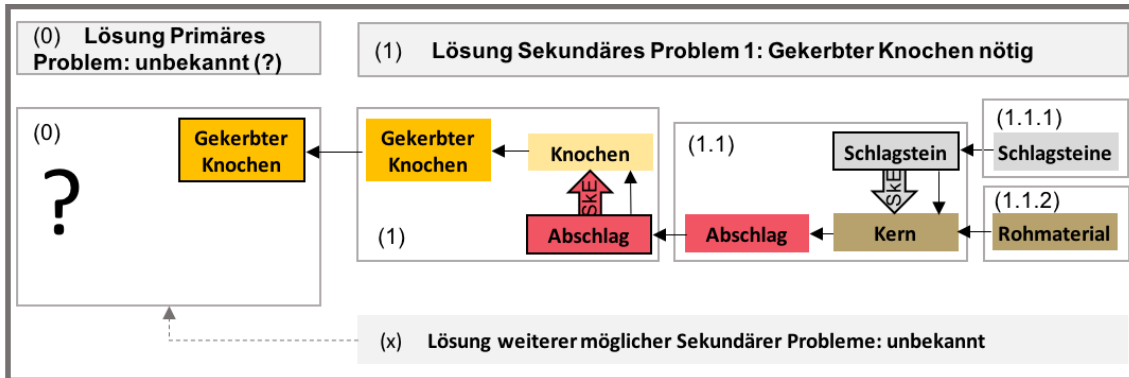 (0) Lösung Primäres
Problem: unbekannt (?)
(1) Lösung Sekundäres Problem 1: Gekerbter Knochen nötig
(0)
?
Gekerbter
Knochen
Gekerbter
Knochen
Knochen
SkE
Abschlag
(1)
(1.1)
Schlagstein
SkE
Abschlag
Kern
(1.1.1)
Schlagsteine
(1.1.2)
Rohmaterial
(x) Lösung weiterer möglicher Sekundärer Probleme: unbekannt